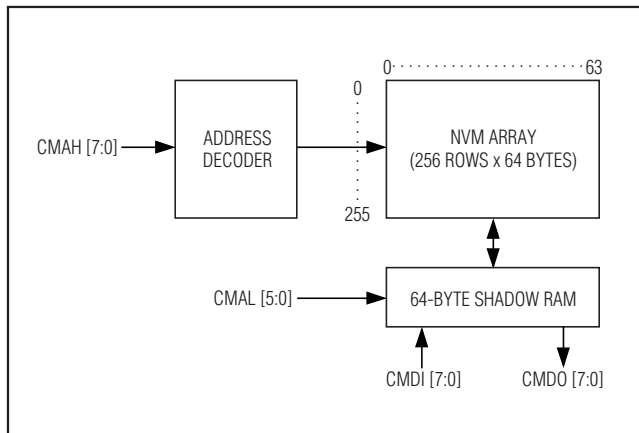 0 ························ 63
CMAH [7:0]
ADDRESS
DECODER
0
255
NVM ARRAY
(256 ROWS x 64 BYTES)
CMAL [5:0]
64-BYTE SHADOW RAM
CMDI [7:0]
CMDO [7:0]